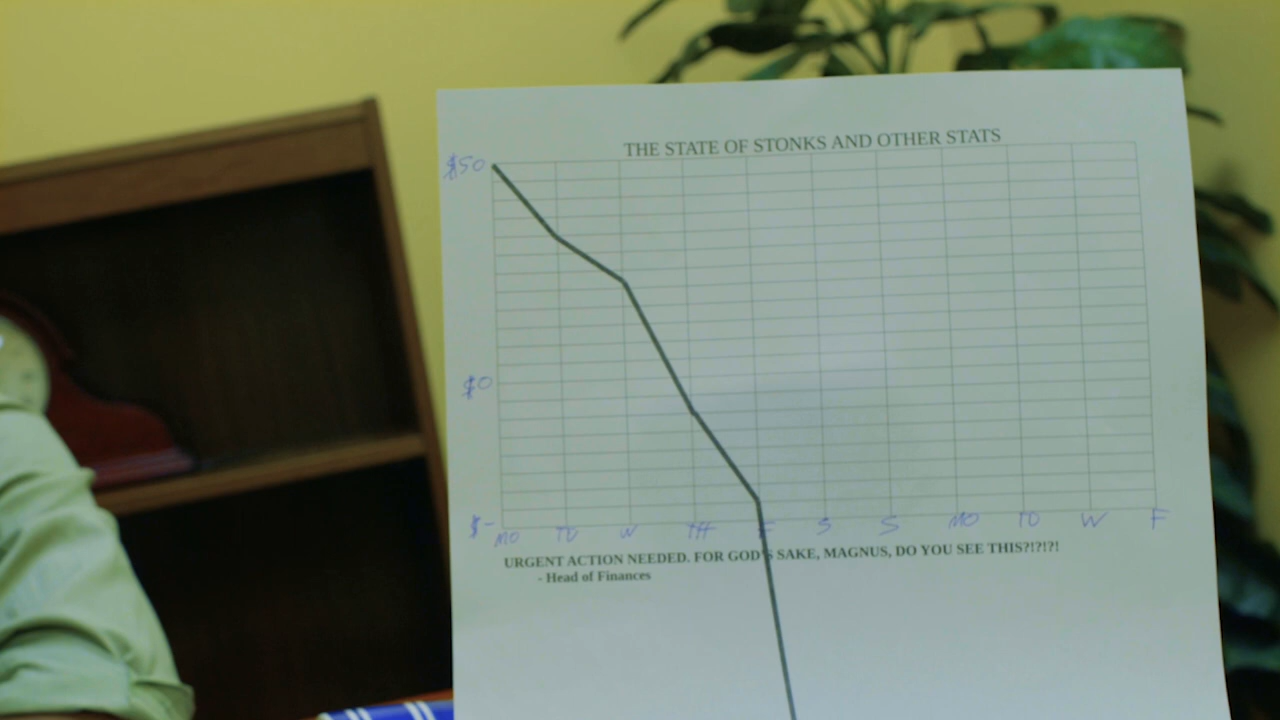 THE STATE OF STONKS AND OTHER STATS
$50
$0
$-
MO TU W TH F S S MO TU W F
URGENT ACTION NEEDED. FOR GOD'S SAKE, MAGNUS, DO YOU SEE THIS?!?!?!
- Head of Finances